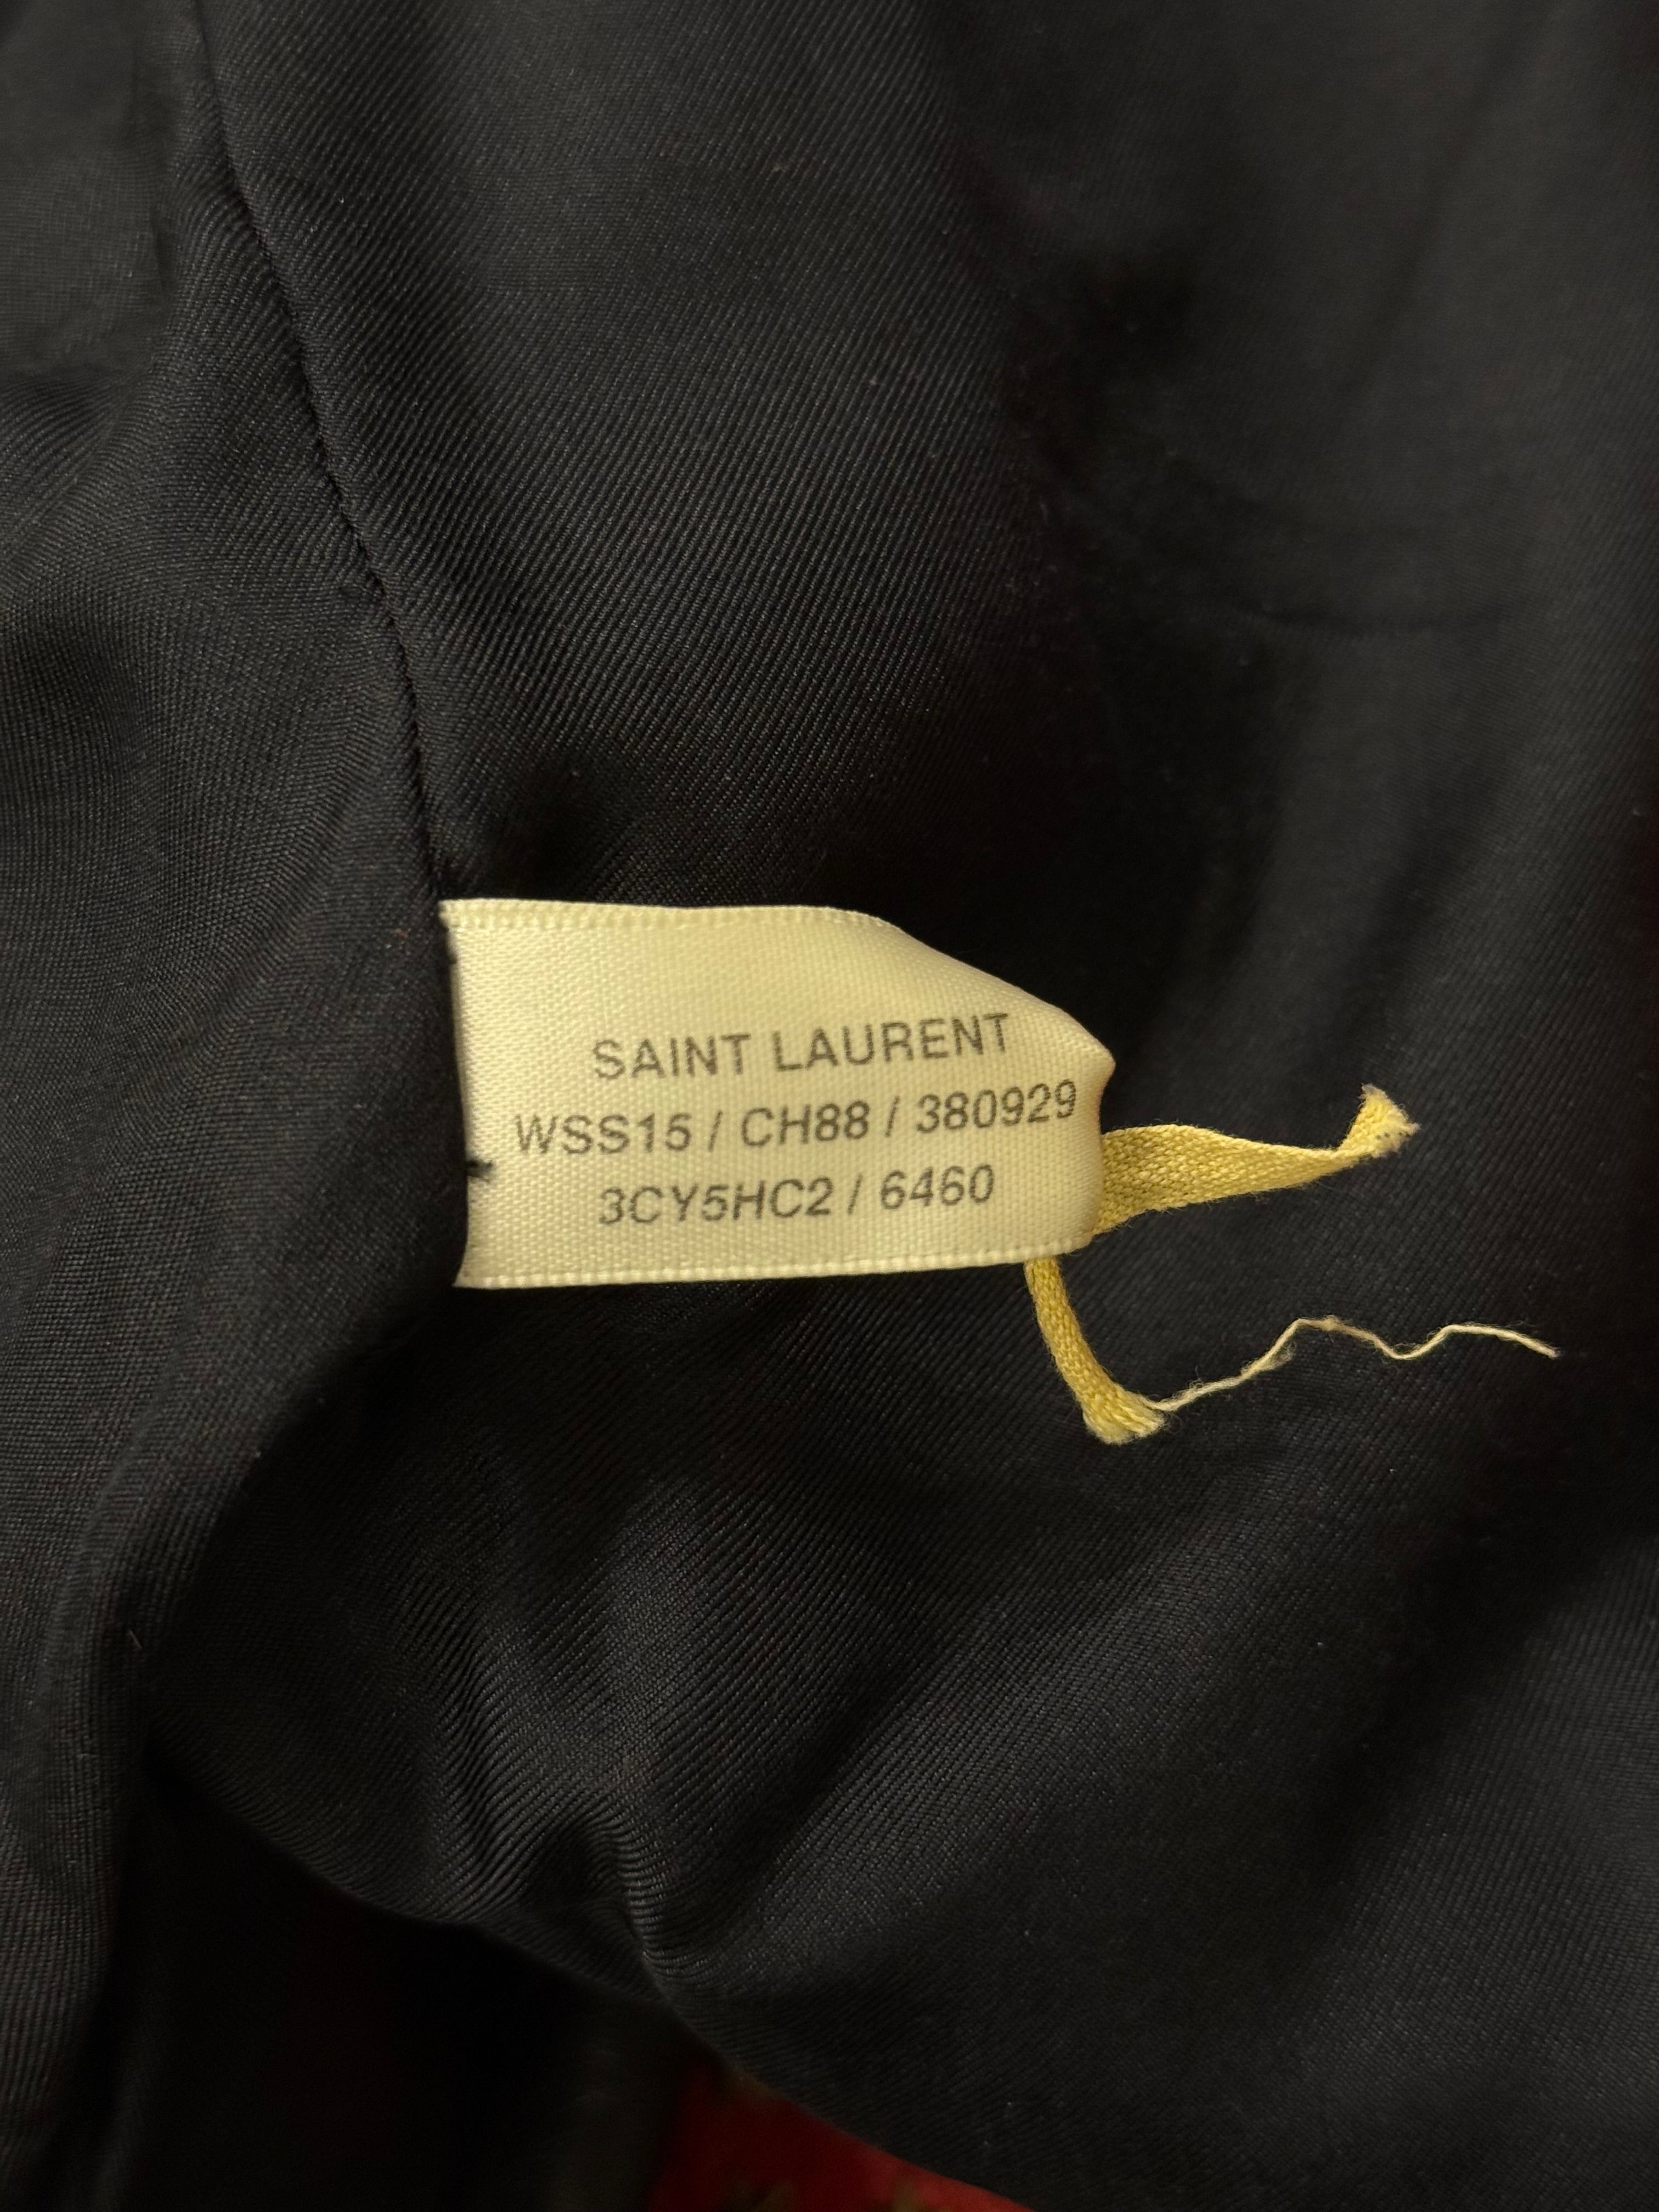 SAINT LAURENT
WSS15 / CH88 / 380929
3CY5HC2 / 6460